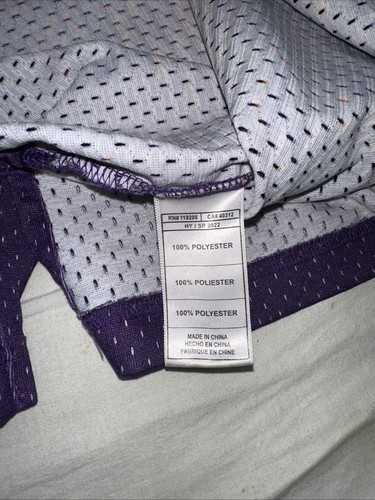 RN# 119289 CA# 40312
HY / SP 2022
100% POLYESTER
100% POLIESTER
100% POLYESTER
MADE IN CHINA
HECHO EN CHINA
FABRIQUÉ EN CHINE